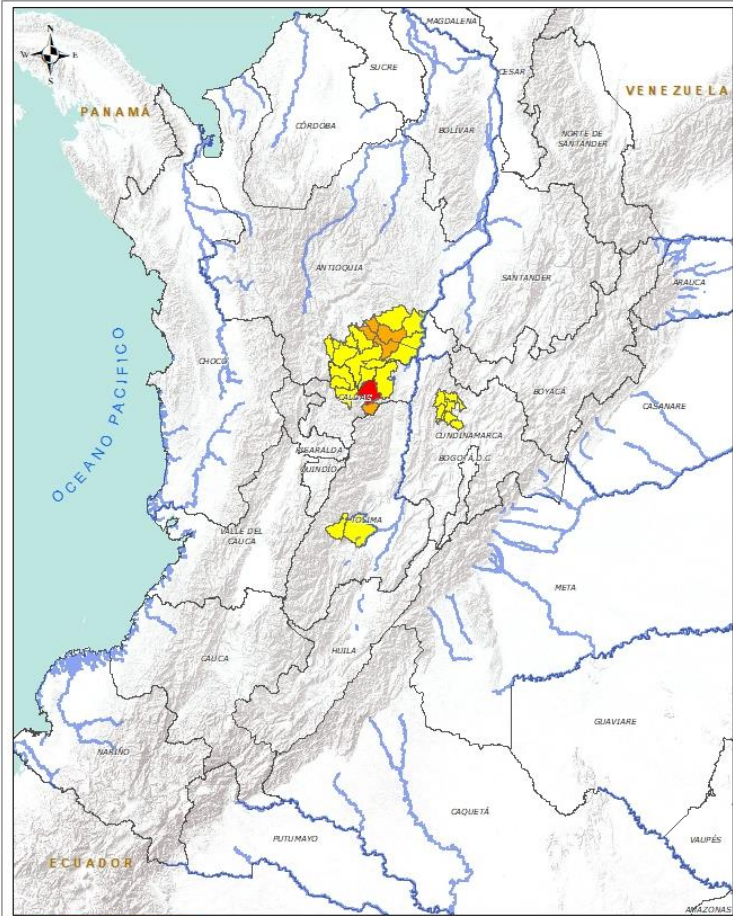 MAGDALENA
N
W E
S
SUCRE
CESAR
VENEZUELA
PANAMÁ
CÓRDOBA
BOLÍVAR
NORTE DE
SANTANDER
ANTIOQUIA
SANTANDER
ARAUCA
CHOCÓ
OCEANO PACIFICO
BOYACÁ
CALDAS
CASANARE
CUNDINAMARCA
RISARALDA
BOGOTÁ, D.C.
QUINDÍO
TOLIMA
VALLE DEL
CAUCA
META
HUILA
CAUCA
GUAVIARE
NARIÑO
CAQUETÁ
PUTUMAYO
VAUPÉS
ECUADOR
AMAZONAS